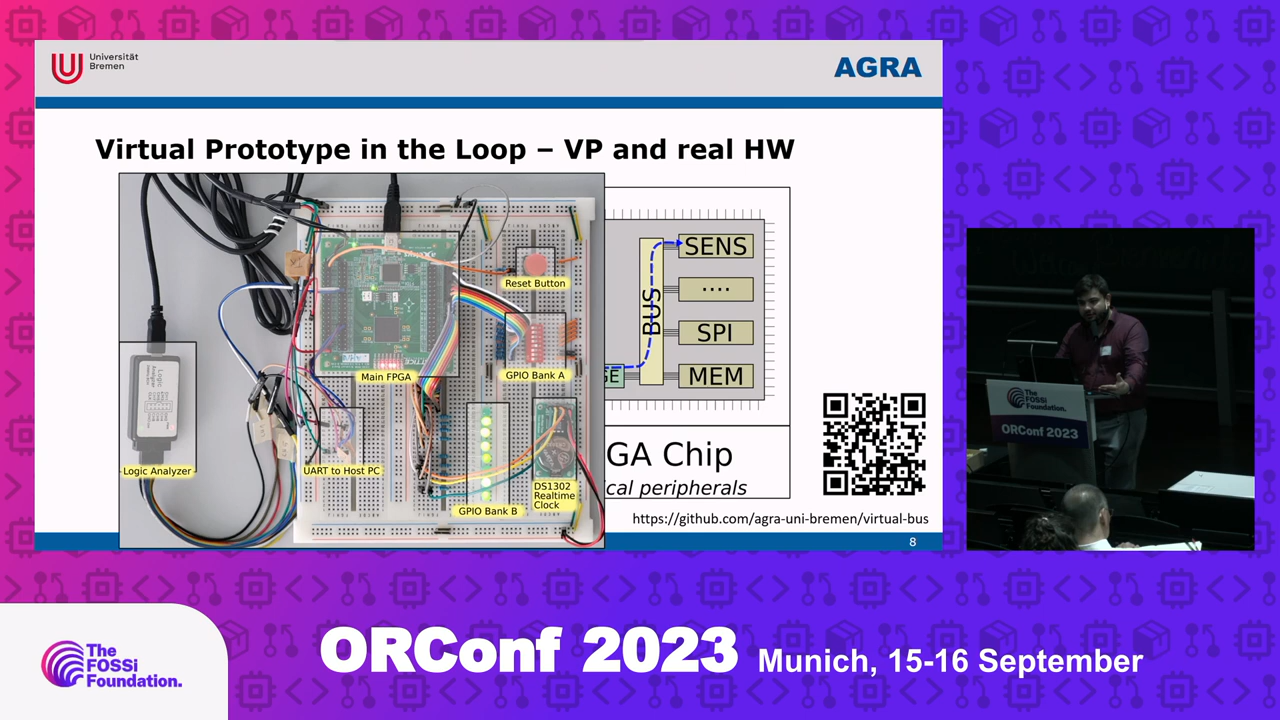 Universität
Bremen
AGRA
Virtual Prototype in the Loop – VP and real HW
Reset Button
Main FPGA
GPIO Bank A
Logic Analyzer
UART to Host PC
GPIO Bank B
DS1302
Realtime
Clock
BUS
SENS
....
SPI
MEM
GA Chip
cal peripherals
https://github.com/agra-uni-bremen/virtual-bus
8
The
FOSSi
Foundation.
ORConf 2023
The
FOSSi
Foundation.
ORConf 2023
Munich, 15-16 September